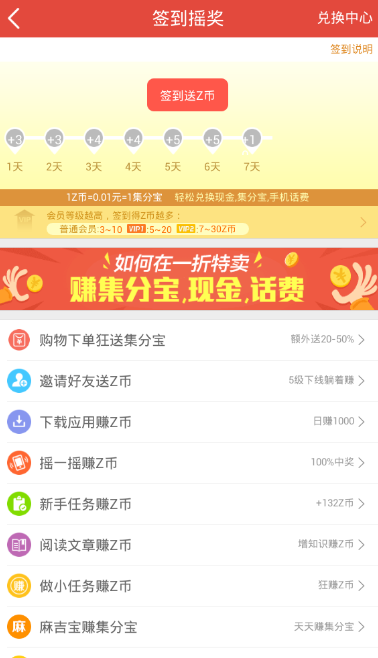 签到摇奖
兑换中心
签到说明
签到送Z币
+3 +3 +4 +4 +5 +5 +1
1天 2天 3天 4天 5天 6天 7天
1Z币=0.01元=1集分宝 轻松兑换现金,集分宝,手机话费
会员等级越高，签到得Z币越多：
普通会员:3~10 VIP1:5~20 VIP2:7~30Z币
如何在一折特卖
赚集分宝,现金,话费
购物下单狂送集分宝 额外送20-50%
邀请好友送Z币 5级下线躺着赚
下载应用赚Z币 日赚1000
摇一摇赚Z币 100%中奖
新手任务赚Z币 +132Z币
阅读文章赚Z币 增知识赚Z币
赚 做小任务赚Z币 狂赚Z币
麻 麻吉宝赚集分宝 天天赚集分宝